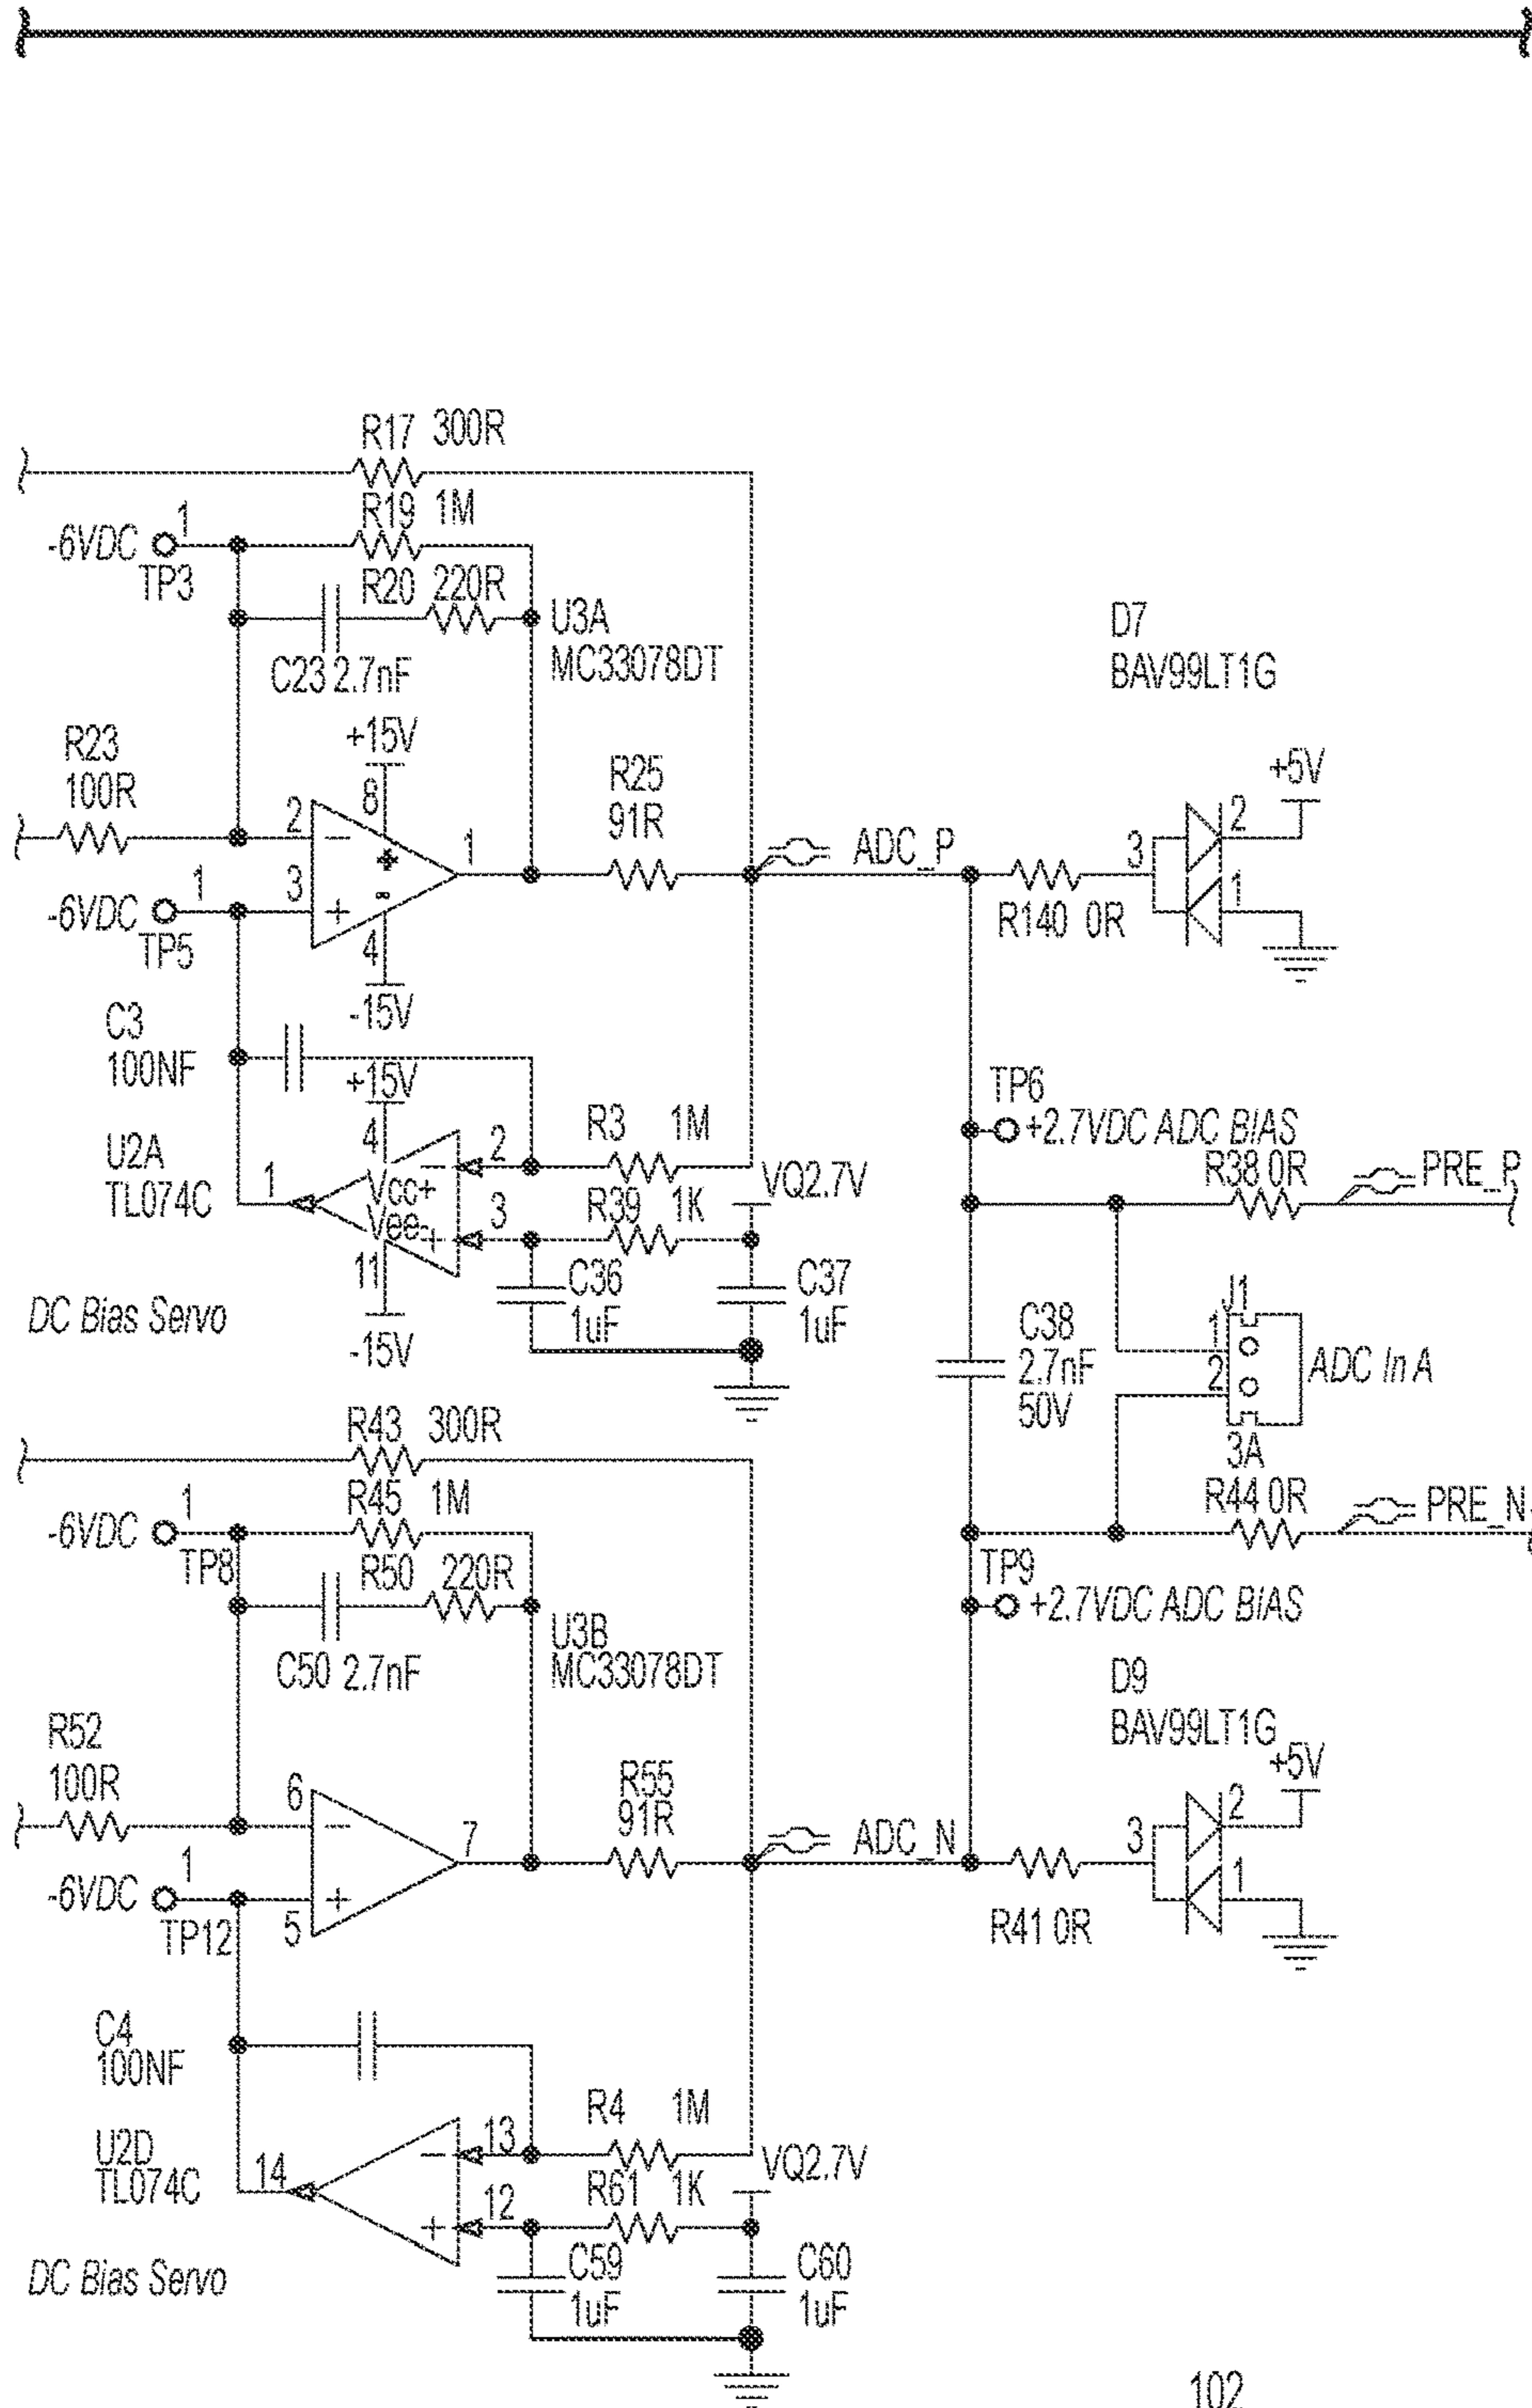 R17 300R
R19 1M
-6VDC 1
TP3
R20 220R
U3A
MC33078DT
C23 2.7nF
D7
BAV99LT1G
+15V
R23
100R
8
R25
91R
+5V
2 -
1
ADC_P
3
2
+
-
-6VDC 1
TP5
3 +
4
-15V
R140 0R
1
C3
100NF
+15V
TP6
+2.7VDC ADC BIAS
U2A
TL074C
1
4
Vcc+
Vee-
- 2
+ 3
11
-15V
R3 1M
R39 1K
VQ2.7V
R38 0R
PRE_P
C36
1uF
C37
1uF
DC Bias Servo
C38
2.7nF
50V
J1
1
2
ADC In A
3A
R43 300R
R45 1M
-6VDC 1
TP8
R50 220R
R44 0R
PRE_N
TP9
+2.7VDC ADC BIAS
U3B
MC33078DT
C50 2.7nF
D9
BAV99LT1G
R52
100R
R55
91R
+5V
6 -
7
ADC_N
3
2
-6VDC 1
TP12
5 +
R41 0R
1
C4
100NF
U2D
TL074C
14
- 13
+ 12
R4 1M
R61 1K
VQ2.7V
C59
1uF
C60
1uF
DC Bias Servo
102